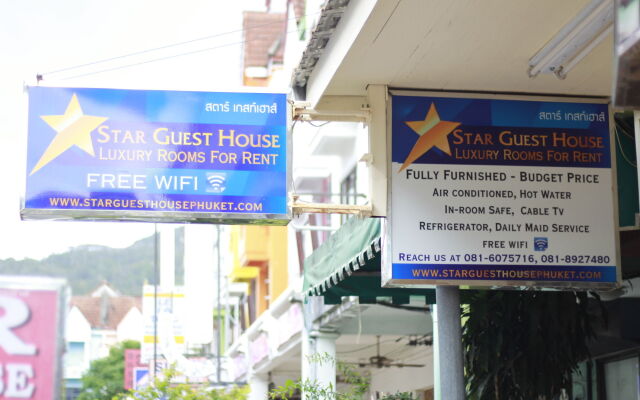 สตาร์ เกสท์เฮาส์
STAR GUEST HOUSE
LUXURY ROOMS FOR RENT
FREE WIFI
WWW.STARGUESTHOUSEPHUKET.COM
สตาร์ เกสท์เฮาส์
STAR GUEST HOUSE
LUXURY ROOMS FOR RENT
FULLY FURNISHED - BUDGET PRICE
AIR CONDITIONED, HOT WATER
IN-ROOM SAFE, CABLE TV
REFRIGERATOR, DAILY MAID SERVICE
FREE WIFI
REACH US AT 081-6075716, 081-8927480
WWW.STARGUESTHOUSEPHUKET.COM